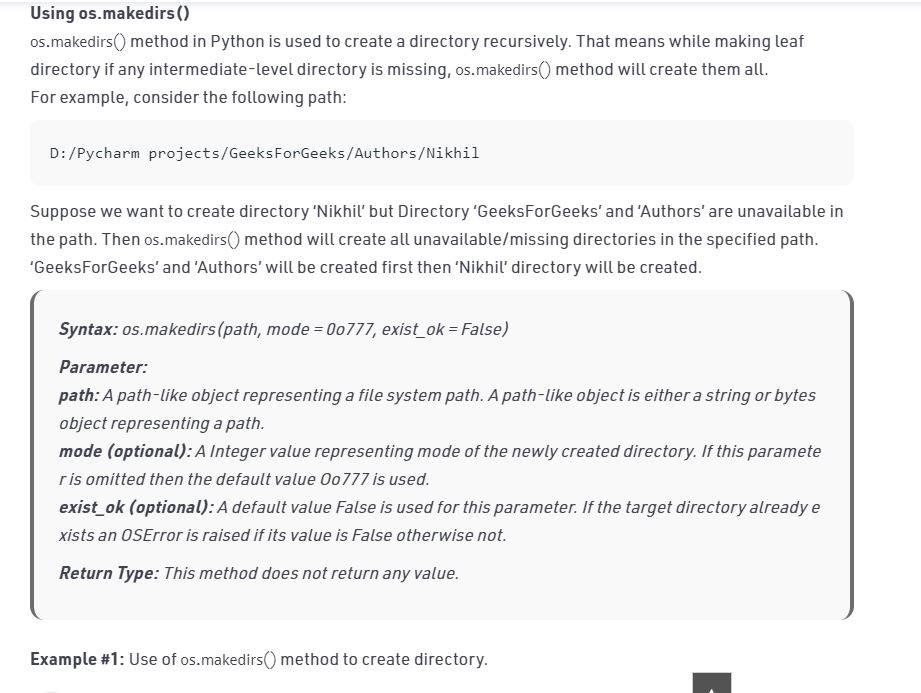 Using os.makedirs()
os.makedirs() method in Python is used to create a directory recursively. That means while making leaf
directory if any intermediate-level directory is missing, os.makedirs() method will create them all.
For example, consider the following path:
D:/Pycharm projects/GeeksForGeeks/Authors/Nikhil
Suppose we want to create directory ‘Nikhil’ but Directory ‘GeeksForGeeks’ and ‘Authors’ are unavailable in
the path. Then os.makedirs() method will create all unavailable/missing directories in the specified path.
‘GeeksForGeeks’ and ‘Authors’ will be created first then ‘Nikhil’ directory will be created.
Syntax: os.makedirs(path, mode = 0o777, exist_ok = False)
Parameter:
path: A path-like object representing a file system path. A path-like object is either a string or bytes
object representing a path.
mode (optional): A Integer value representing mode of the newly created directory. If this paramete
r is omitted then the default value Oo777 is used.
exist_ok (optional): A default value False is used for this parameter. If the target directory already e
xists an OSError is raised if its value is False otherwise not.
Return Type: This method does not return any value.
Example #1: Use of os.makedirs() method to create directory.